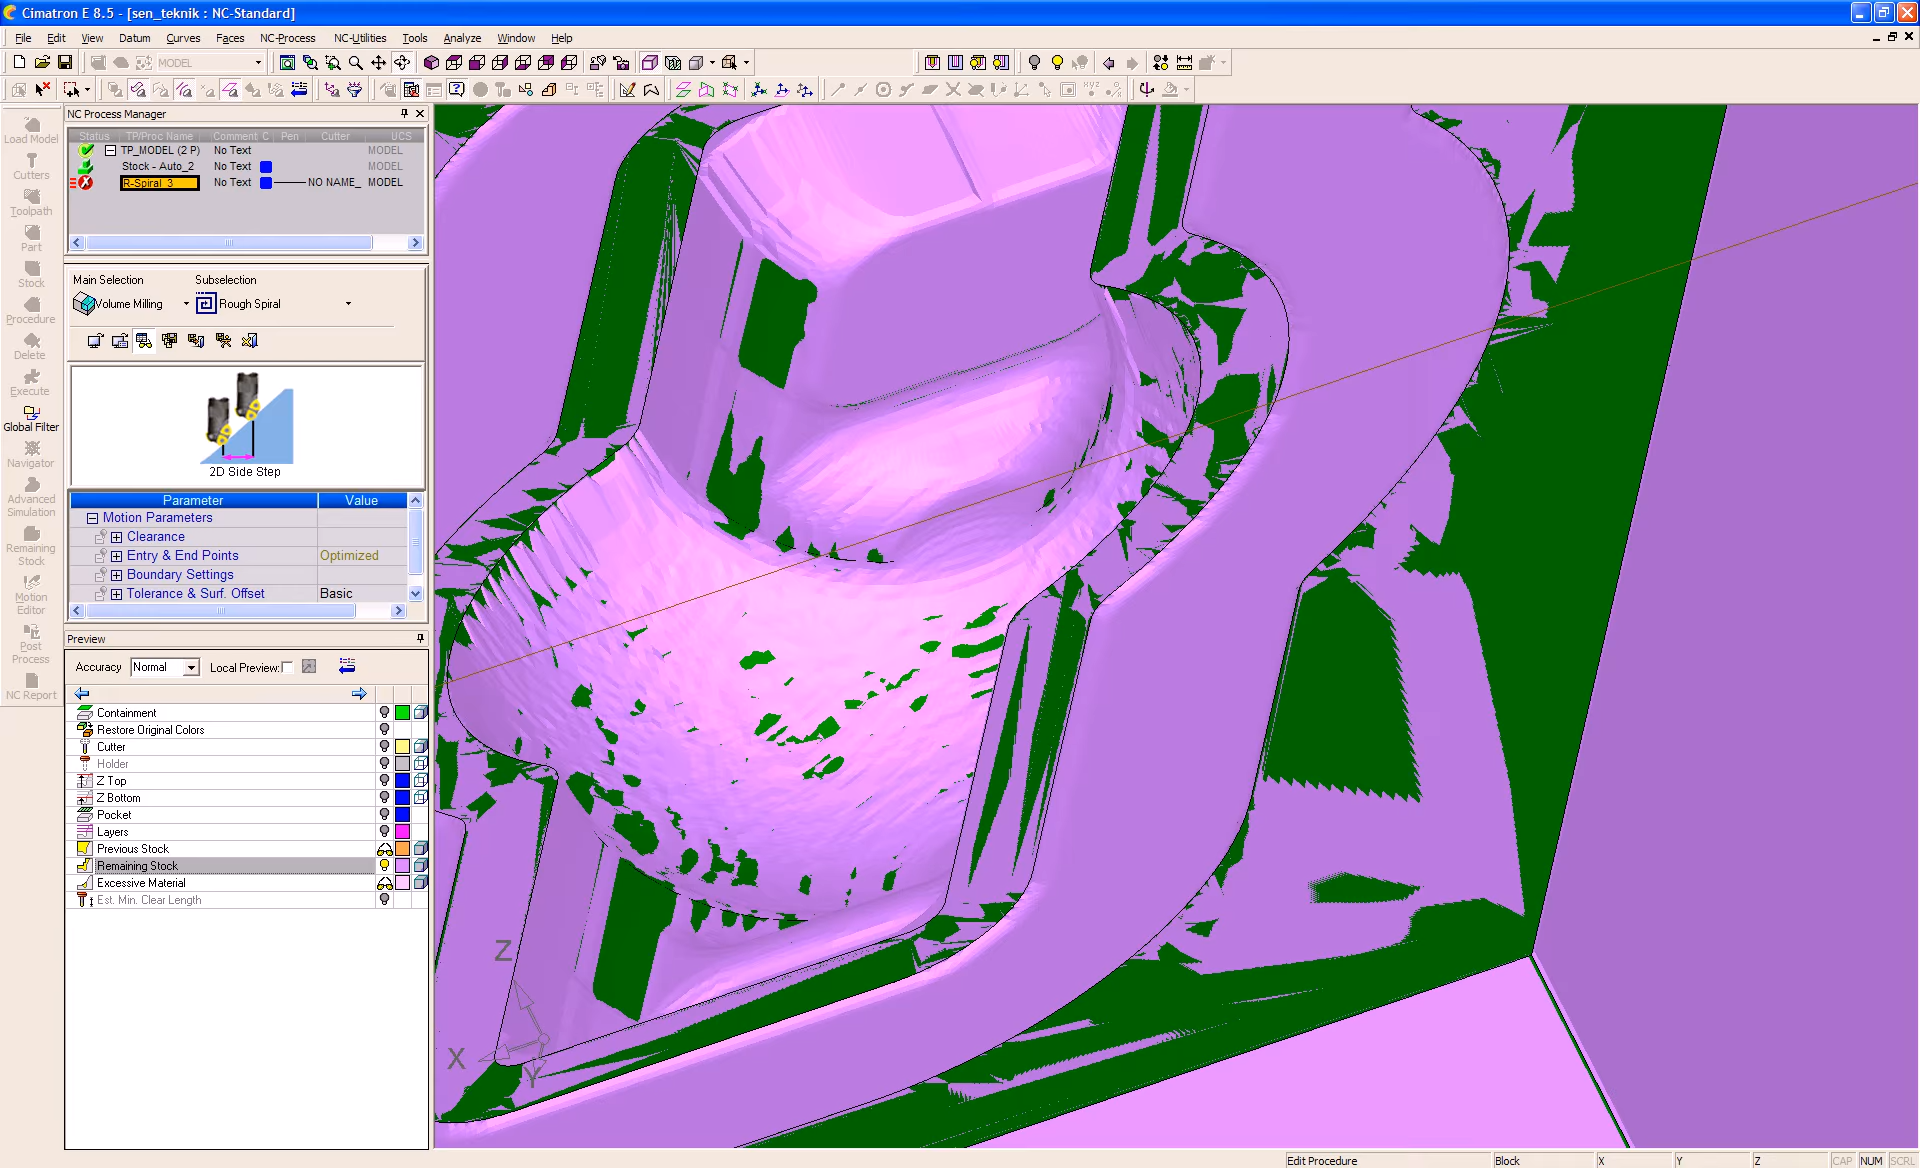 Cimatron E 8.5 - [sen_teknik : NC-Standard]
File Edit View Datum Curves Faces NC-Process NC-Utilities Tools Analyze Window Help
MODEL
Load Model
Cutters
Toolpath
Part
Stock
Procedure
Delete
Execute
Global Filter
Navigator
Advanced
Simulation
Remaining
Stock
Motion
Editor
Post
Process
NC Report
NC Process Manager
Status TP/Proc Name Comment C Pen Cutter UCS
TP_MODEL (2 P) No Text MODEL
Stock - Auto_2 No Text MODEL
R-Spiral_3 No Text NO NAME_ MODEL
Main Selection Subselection
Volume Milling Rough Spiral
2D Side Step
Parameter Value
Motion Parameters
Clearance
Entry & End Points Optimized
Boundary Settings
Tolerance & Surf. Offset Basic
Preview
Accuracy Normal Local Preview:
Containment
Restore Original Colors
Cutter
Holder
Z Top
Z Bottom
Pocket
Layers
Previous Stock
Remaining Stock
Excessive Material
Est. Min. Clear Length
Z
X
Y
Edit Procedure Block X Y Z CAP NUM SCRL